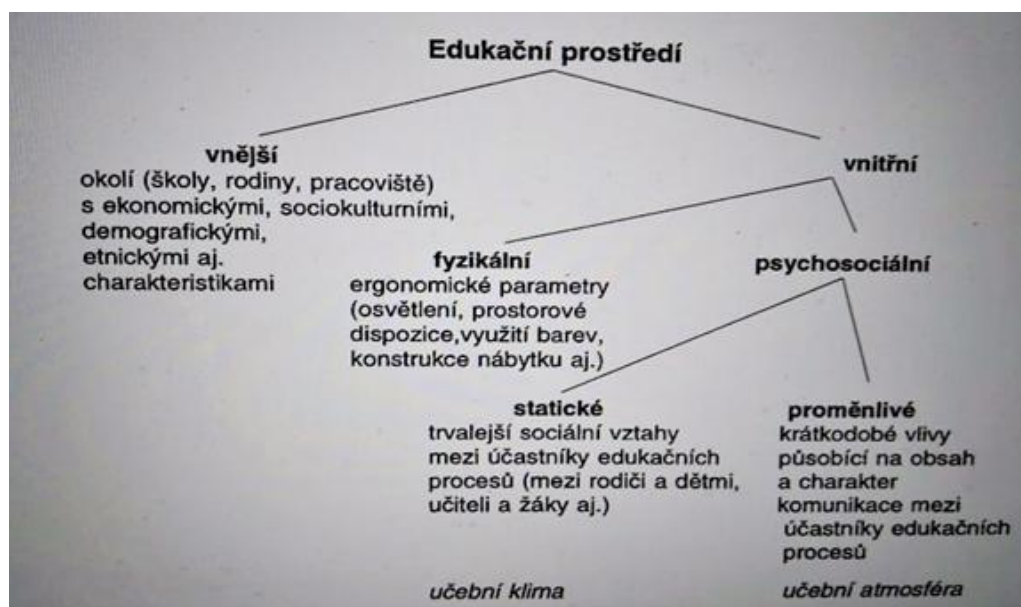 Edukační prostředí
vnější
okolí (školy, rodiny, pracoviště)
s ekonomickými, sociokulturními,
demografickými,
etnickými aj.
charakteristikami
vnitřní
fyzikální
ergonomické parametry
(osvětlení, prostorové
dispozice,využití barev,
konstrukce nábytku aj.)
psychosociální
statické
trvalejší sociální vztahy
mezi účastníky edukačních
procesů (mezi rodiči a dětmi,
učiteli a žáky aj.)
učební klima
proměnlivé
krátkodobé vlivy
působící na obsah
a charakter
komunikace mezi
účastníky edukačních
procesů
učební atmosféra